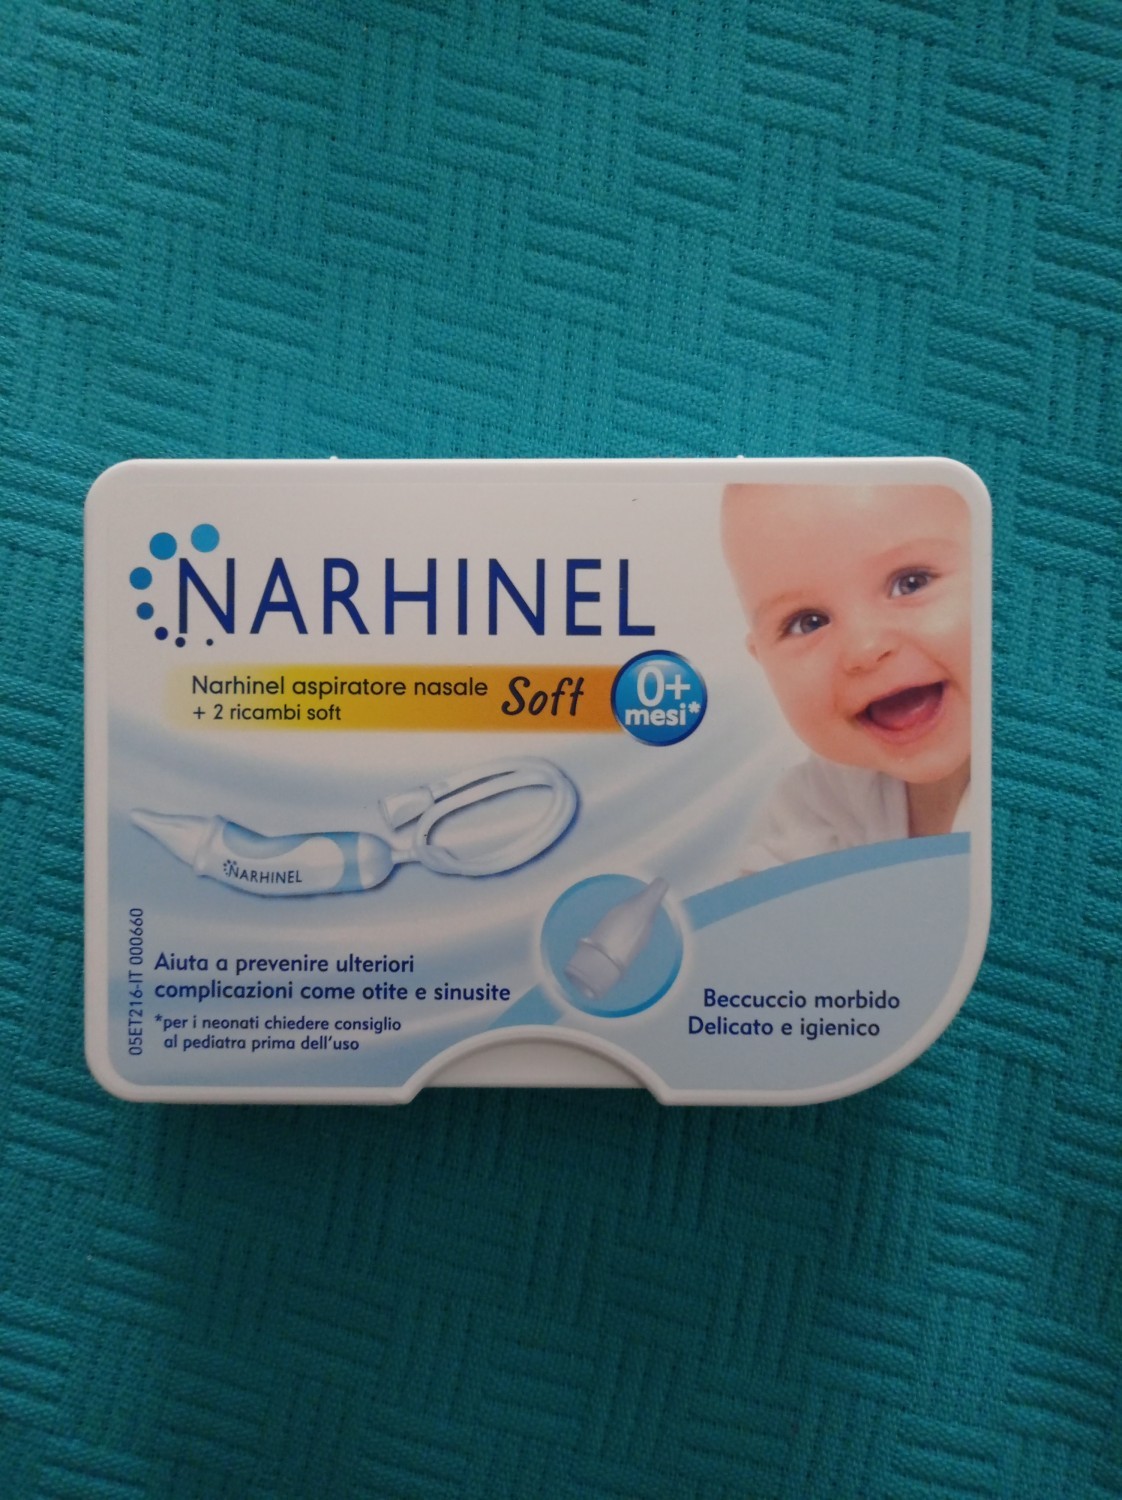 NARHINEL
Narhinel aspiratore nasale Soft
+ 2 ricambi soft
0+
mesi*
NARHINEL
05ET216-IT 000660
Aiuta a prevenire ulteriori
complicazioni come otite e sinusite
*per i neonati chiedere consiglio
al pediatra prima dell'uso
Beccuccio morbido
Delicato e igienico